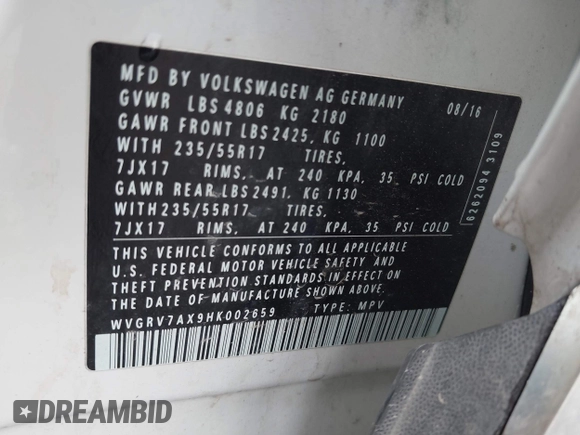 MFD BY VOLKSWAGEN AG GERMANY 08/16
GVWR LBS 4806 KG 2180
GAWR FRONT LBS 2425, KG 1100
WITH 235/55R17 TIRES,
7JX17 RIMS, AT 240 KPA, 35 PSI COLD
GAWR REAR LBS 2491, KG 1130
WITH 235/55R17 TIRES,
7JX17 RIMS, AT 240 KPA, 35 PSI COLD
THIS VEHICLE CONFORMS TO ALL APPLICABLE
U.S. FEDERAL MOTOR VEHICLE SAFETY AND
THEFT PREVENTION STANDARDS IN EFFECT ON
THE DATE OF MANUFACTURE SHOWN ABOVE.
WVGRV7AX9HK002659 TYPE: MPV
6262094 3109
DREAMBID